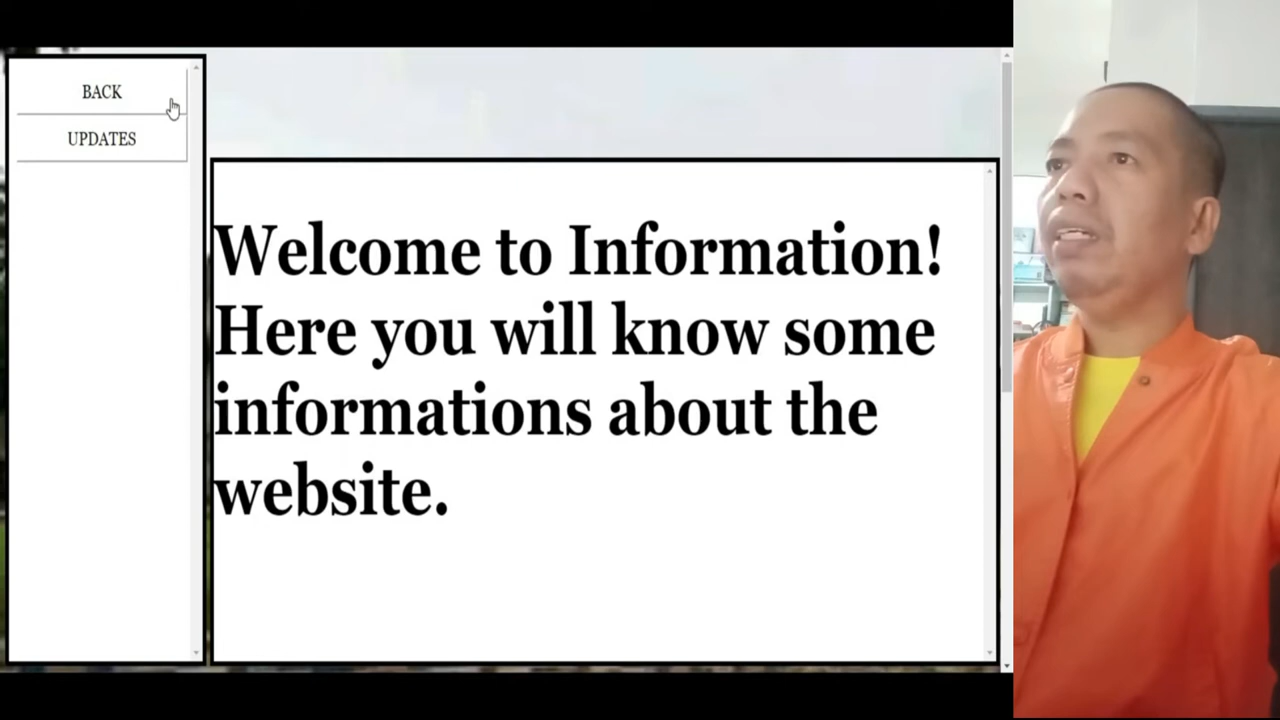 BACK
UPDATES
Welcome to Information!
Here you will know some
informations about the
website.